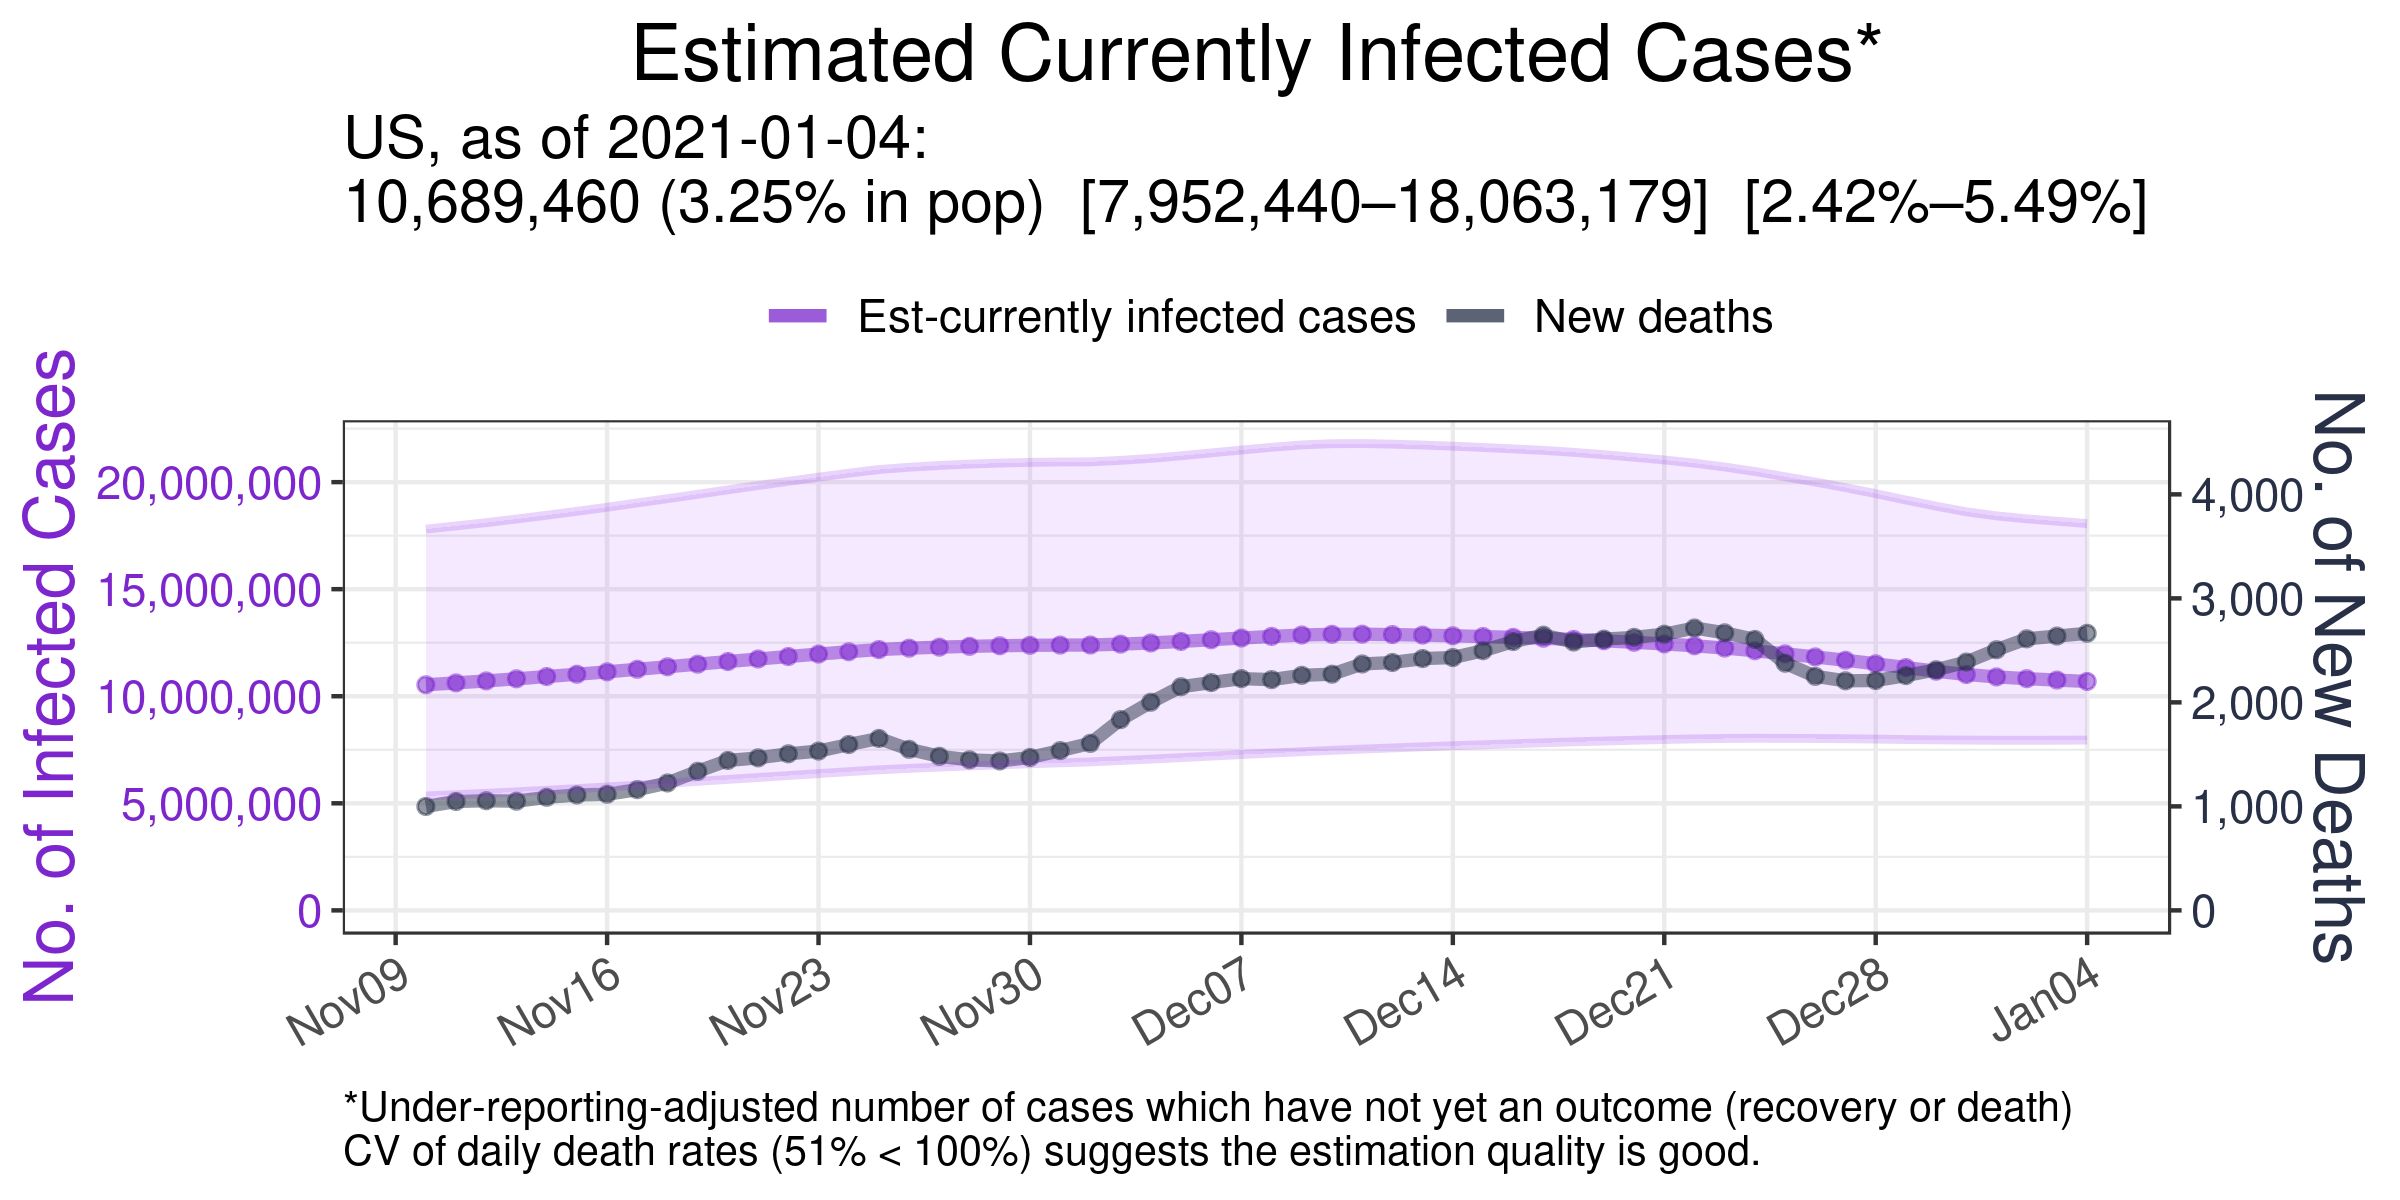 Estimated Currently Infected Cases*
US, as of 2021-01-04:
10,689,460 (3.25% in pop) [7,952,440–18,063,179] [2.42%–5.49%]
Est-currently infected cases New deaths
No. of Infected Cases
20,000,000
15,000,000
10,000,000
5,000,000
0
4,000
3,000
2,000
1,000
0
No. of New Deaths
Nov09 Nov16 Nov23 Nov30 Dec07 Dec14 Dec21 Dec28 Jan04
*Under-reporting-adjusted number of cases which have not yet an outcome (recovery or death)
CV of daily death rates (51% < 100%) suggests the estimation quality is good.